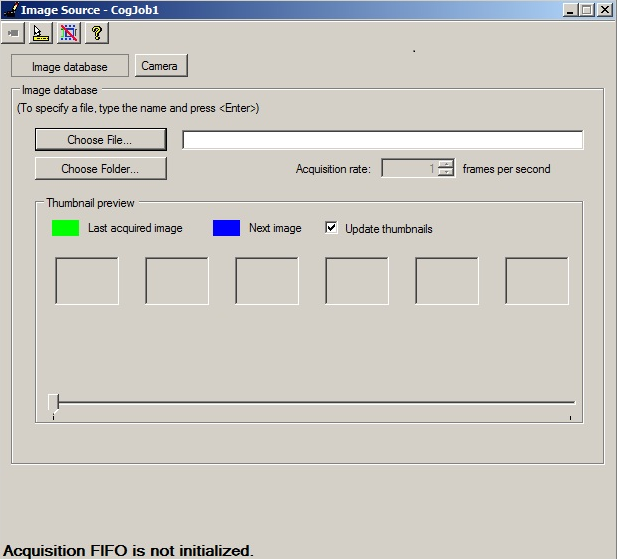 Image Source - CogJob1
Image database
Camera
Image database
(To specify a file, type the name and press <Enter>)
Choose File...
Choose Folder...
Acquisition rate: 1 frames per second
Thumbnail preview
Last acquired image
Next image
Update thumbnails
Acquisition FIFO is not initialized.